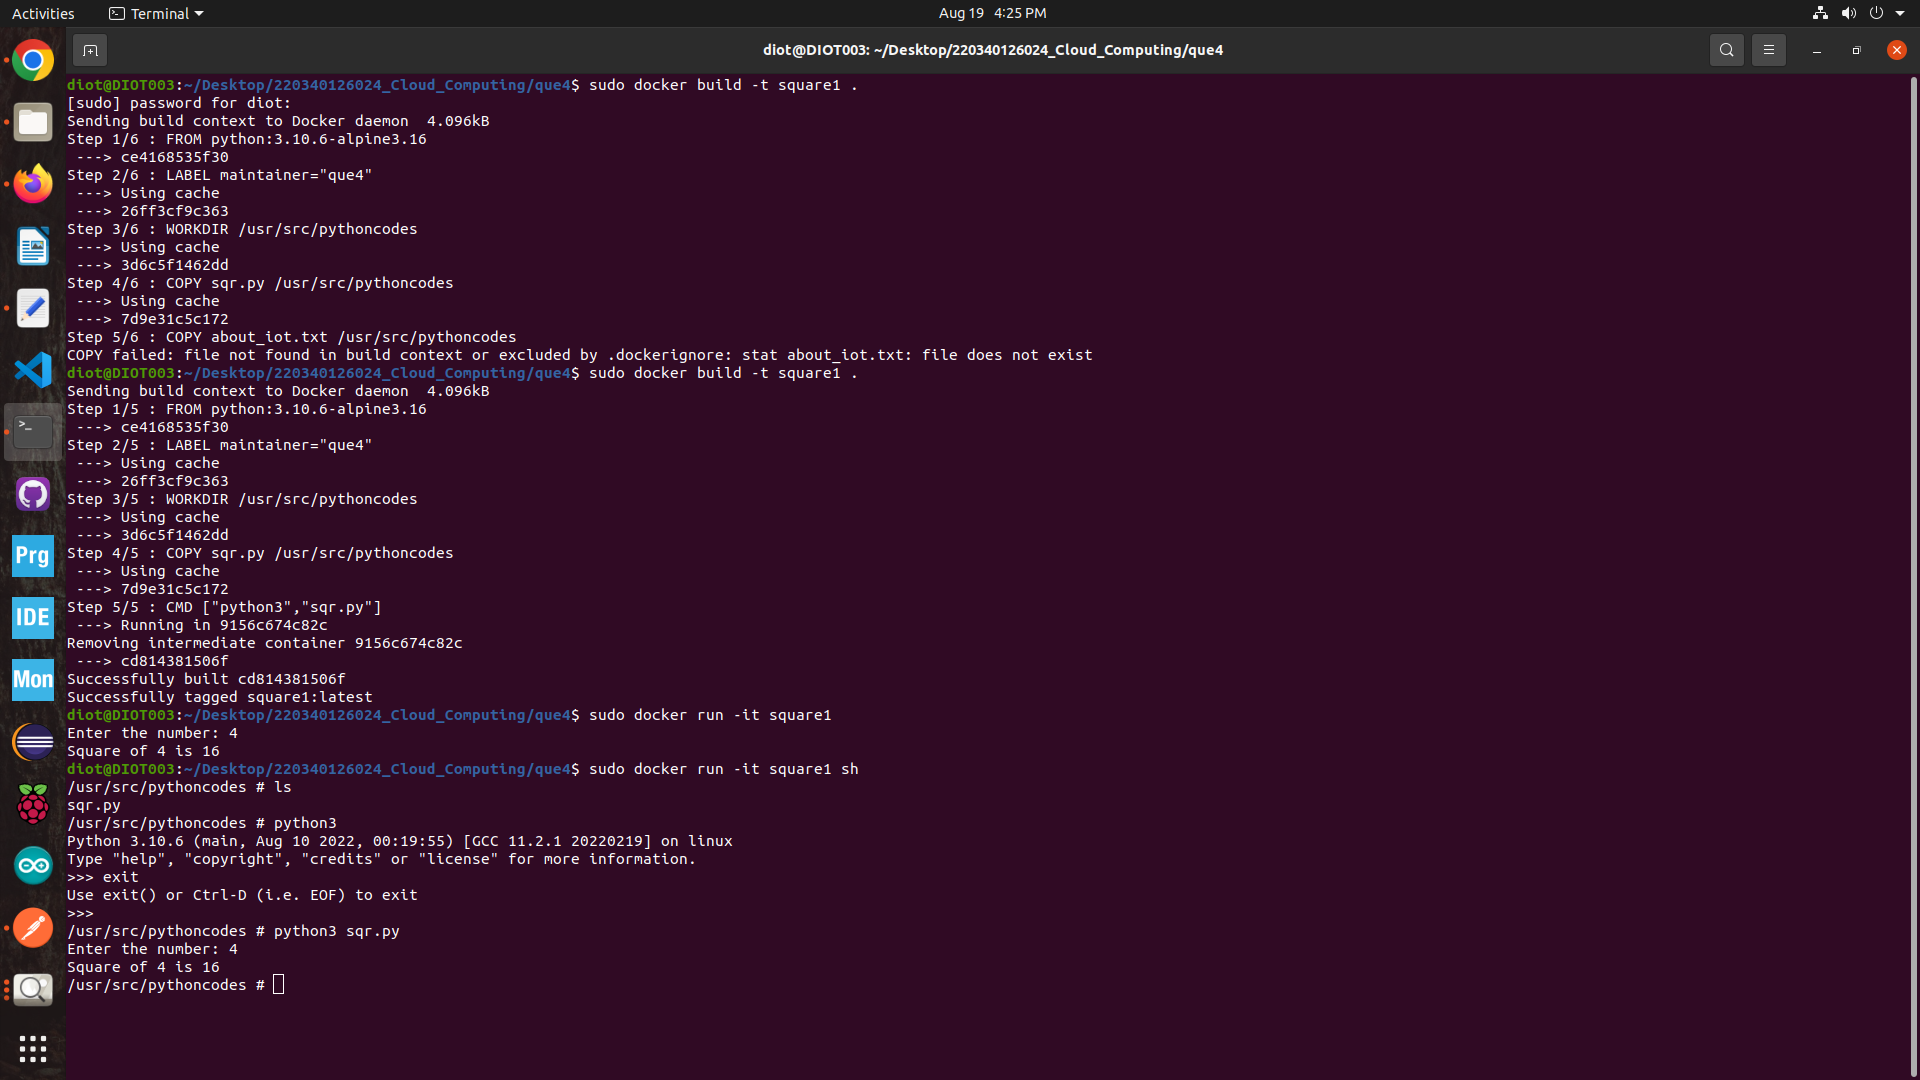 Activities
Terminal
Aug 19 4:25 PM
diot@DIOT003: ~/Desktop/220340126024_Cloud_Computing/que4
diot@DIOT003:~/Desktop/220340126024_Cloud_Computing/que4$ sudo docker build -t square1 .
[sudo] password for diot:
Sending build context to Docker daemon  4.096kB
Step 1/6 : FROM python:3.10.6-alpine3.16
 ---> ce4168535f30
Step 2/6 : LABEL maintainer="que4"
 ---> Using cache
 ---> 26ff3cf9c363
Step 3/6 : WORKDIR /usr/src/pythoncodes
 ---> Using cache
 ---> 3d6c5f1462dd
Step 4/6 : COPY sqr.py /usr/src/pythoncodes
 ---> Using cache
 ---> 7d9e31c5c172
Step 5/6 : COPY about_iot.txt /usr/src/pythoncodes
COPY failed: file not found in build context or excluded by .dockerignore: stat about_iot.txt: file does not exist
diot@DIOT003:~/Desktop/220340126024_Cloud_Computing/que4$ sudo docker build -t square1 .
Sending build context to Docker daemon  4.096kB
Step 1/5 : FROM python:3.10.6-alpine3.16
 ---> ce4168535f30
Step 2/5 : LABEL maintainer="que4"
 ---> Using cache
 ---> 26ff3cf9c363
Step 3/5 : WORKDIR /usr/src/pythoncodes
 ---> Using cache
 ---> 3d6c5f1462dd
Step 4/5 : COPY sqr.py /usr/src/pythoncodes
 ---> Using cache
 ---> 7d9e31c5c172
Step 5/5 : CMD ["python3","sqr.py"]
 ---> Running in 9156c674c82c
Removing intermediate container 9156c674c82c
 ---> cd814381506f
Successfully built cd814381506f
Successfully tagged square1:latest
diot@DIOT003:~/Desktop/220340126024_Cloud_Computing/que4$ sudo docker run -it square1
Enter the number: 4
Square of 4 is 16
diot@DIOT003:~/Desktop/220340126024_Cloud_Computing/que4$ sudo docker run -it square1 sh
/usr/src/pythoncodes # ls
sqr.py
/usr/src/pythoncodes # python3
Python 3.10.6 (main, Aug 10 2022, 00:19:55) [GCC 11.2.1 20220219] on linux
Type "help", "copyright", "credits" or "license" for more information.
>>> exit
Use exit() or Ctrl-D (i.e. EOF) to exit
>>>
/usr/src/pythoncodes # python3 sqr.py
Enter the number: 4
Square of 4 is 16
/usr/src/pythoncodes #
>_
Prg
IDE
Mon